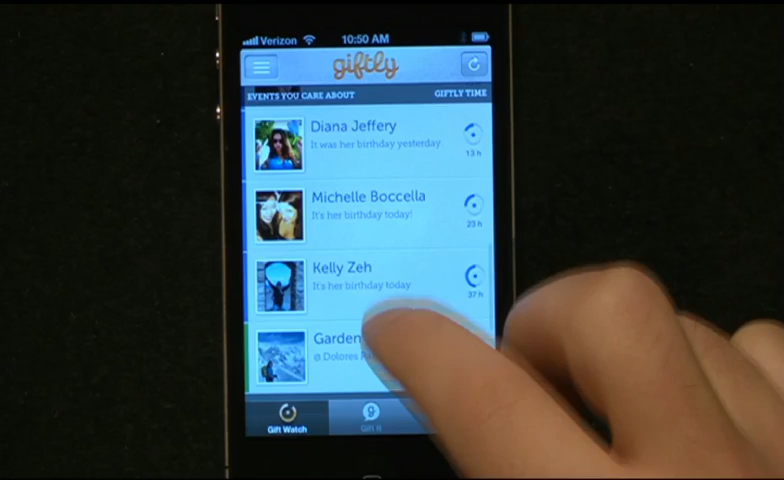 Verizon 10:50 AM
giftly
EVENTS YOU CARE ABOUT GIFTLY TIME
Diana Jeffery
It was her birthday yesterday
13 h
Michelle Boccella
It's her birthday today!
23 h
Kelly Zeh
It's her birthday today
37 h
Garden
@ Dolores
Gift Watch Gift It